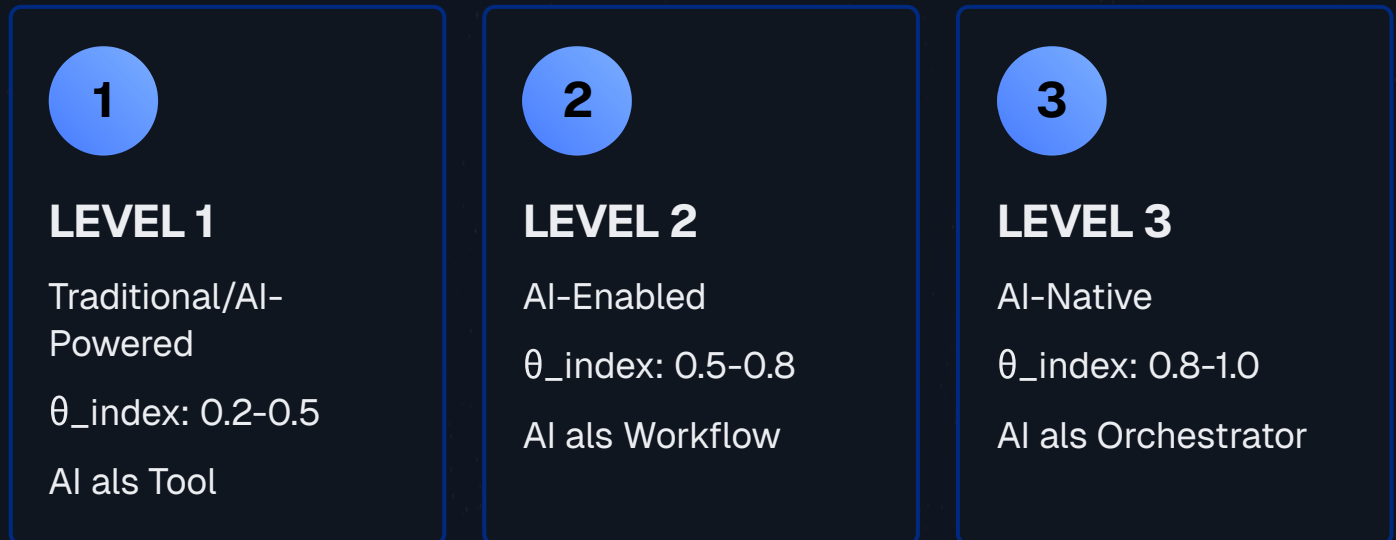 1
LEVEL 1
Traditional/AI-
Powered
θ_index: 0.2-0.5
AI als Tool
2
LEVEL 2
AI-Enabled
θ_index: 0.5-0.8
AI als Workflow
3
LEVEL 3
AI-Native
θ_index: 0.8-1.0
AI als Orchestrator